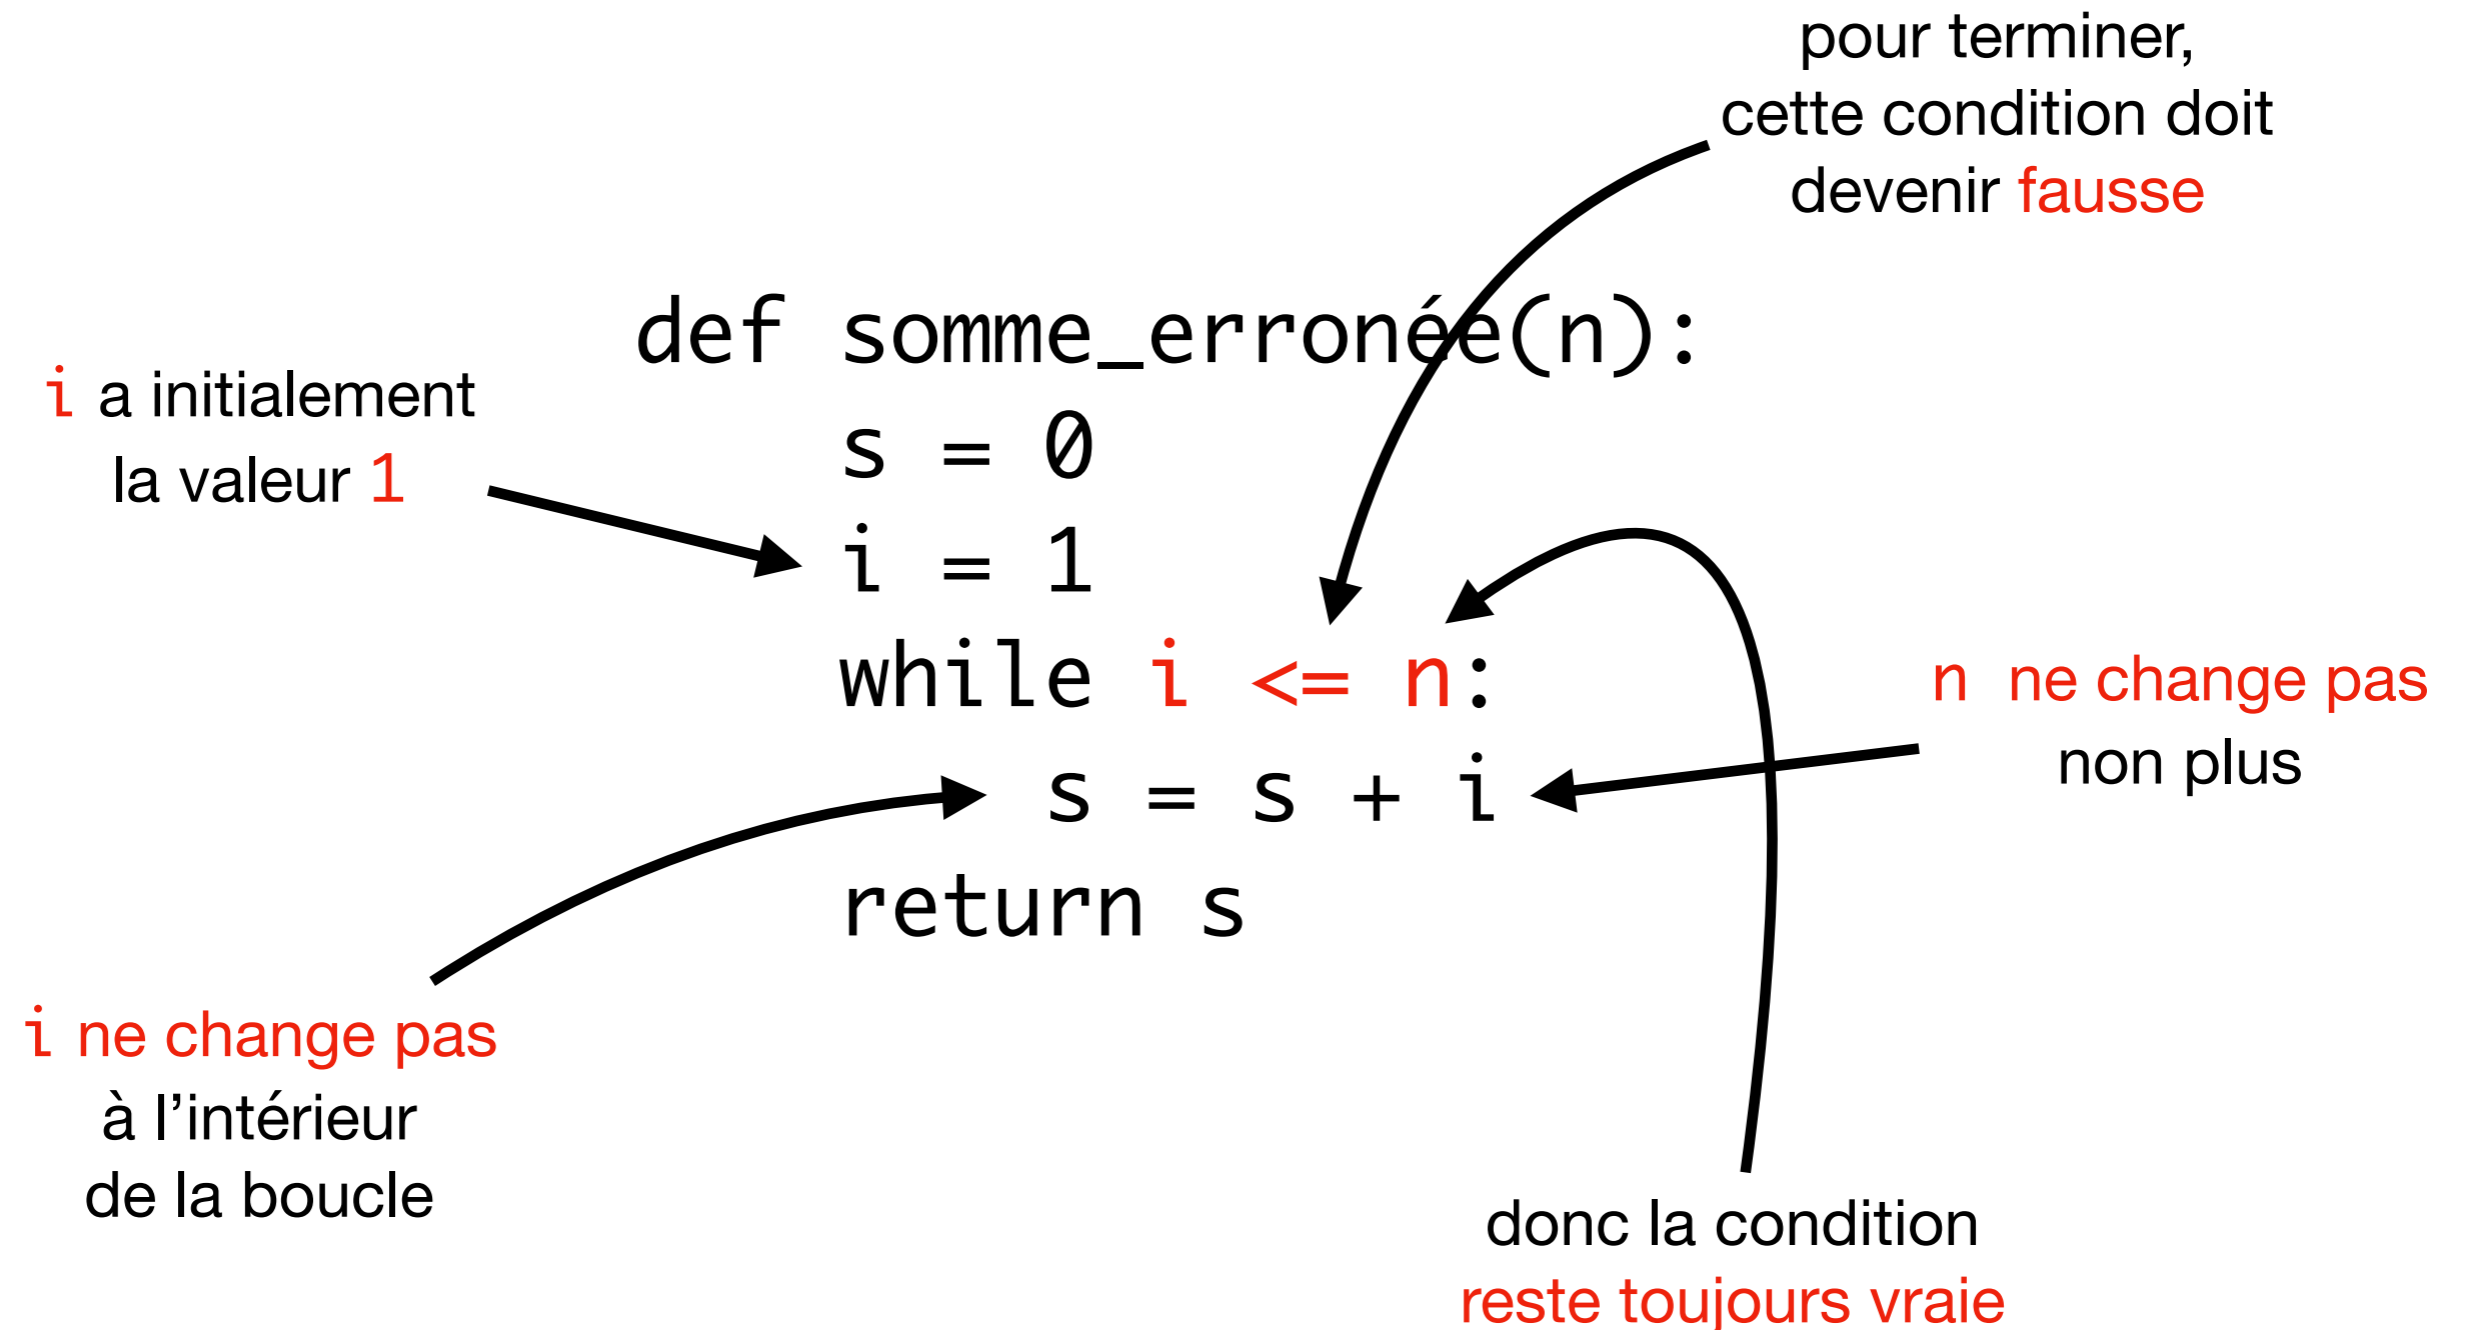 pour terminer,
cette condition doit
devenir fausse
def somme_erronée(n):
    s = 0
    i = 1
    while i <= n:
        s = s + i
    return s
i a initialement
la valeur 1
n ne change pas
non plus
i ne change pas
à l’intérieur
de la boucle
donc la condition
reste toujours vraie